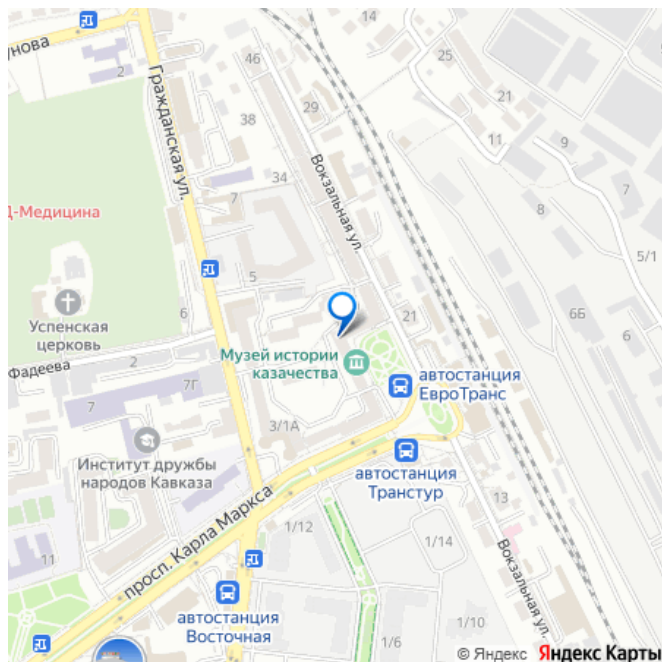 унова
2
46
14
25
21
29
11
9
Гражданская ул.
38
Вокзальная ул.
34
7
7
Д-Медицина
8
5
5/1
Успенская
церковь
6
21
6Б
Фадеева
Музей истории
казачества
автостанция
ЕвроТранс
7Г
7
3/1А
Институт дружбы
народов Кавказа
автостанция
Транстур
просп. Карла Маркса
13
1/12
1/14
Вокзальная ул.
11
автостанция
Восточная
1/10
1/6
© Яндекс Яндекс Карты